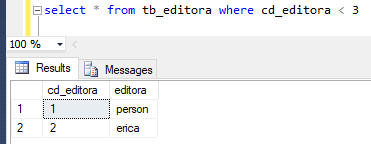 select * from tb_editora where cd_editora < 3
100 %
Results Messages
cd_editora editora
1 1 person
2 2 erica